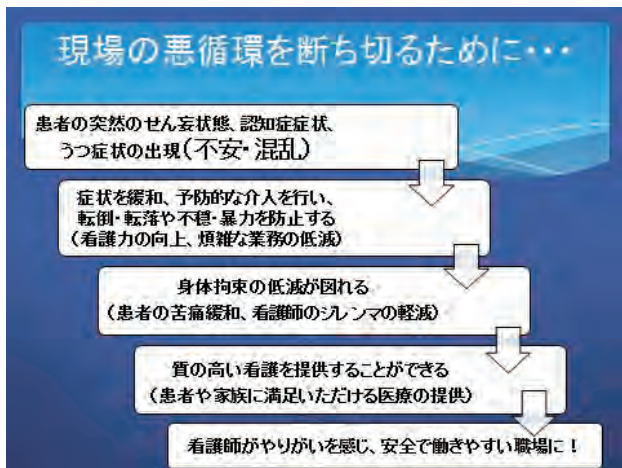 現場の悪循環を断ち切るために・・・
患者の突然のせん妄状態、認知症症状、
うつ症状の出現(不安・混乱)
症状を緩和、予防的な介入を行い、
転倒・転落や不穏・暴力を防止する
(看護力の向上、煩雑な業務の低減)
身体拘束の低減が図れる
(患者の苦痛緩和、看護師のジレンマの軽減)
質の高い看護を提供することができる
(患者や家族に満足いただける医療の提供)
看護師がやりがいを感じ、安全で働きやすい職場に！